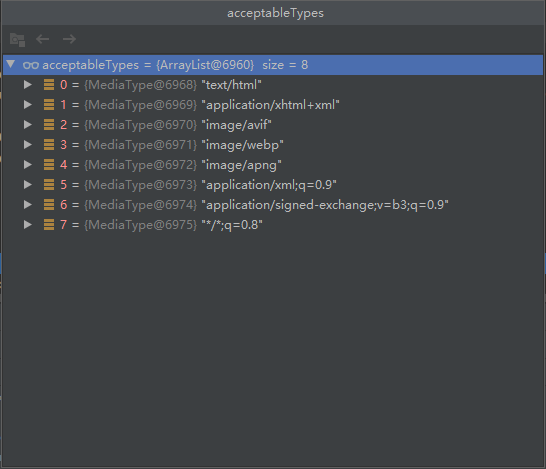 acceptableTypes
acceptableTypes = {ArrayList@6960} size = 8
0 = {MediaType@6968} "text/html"
1 = {MediaType@6969} "application/xhtml+xml"
2 = {MediaType@6970} "image/avif"
3 = {MediaType@6971} "image/webp"
4 = {MediaType@6972} "image/apng"
5 = {MediaType@6973} "application/xml;q=0.9"
6 = {MediaType@6974} "application/signed-exchange;v=b3;q=0.9"
7 = {MediaType@6975} "*/*;q=0.8"